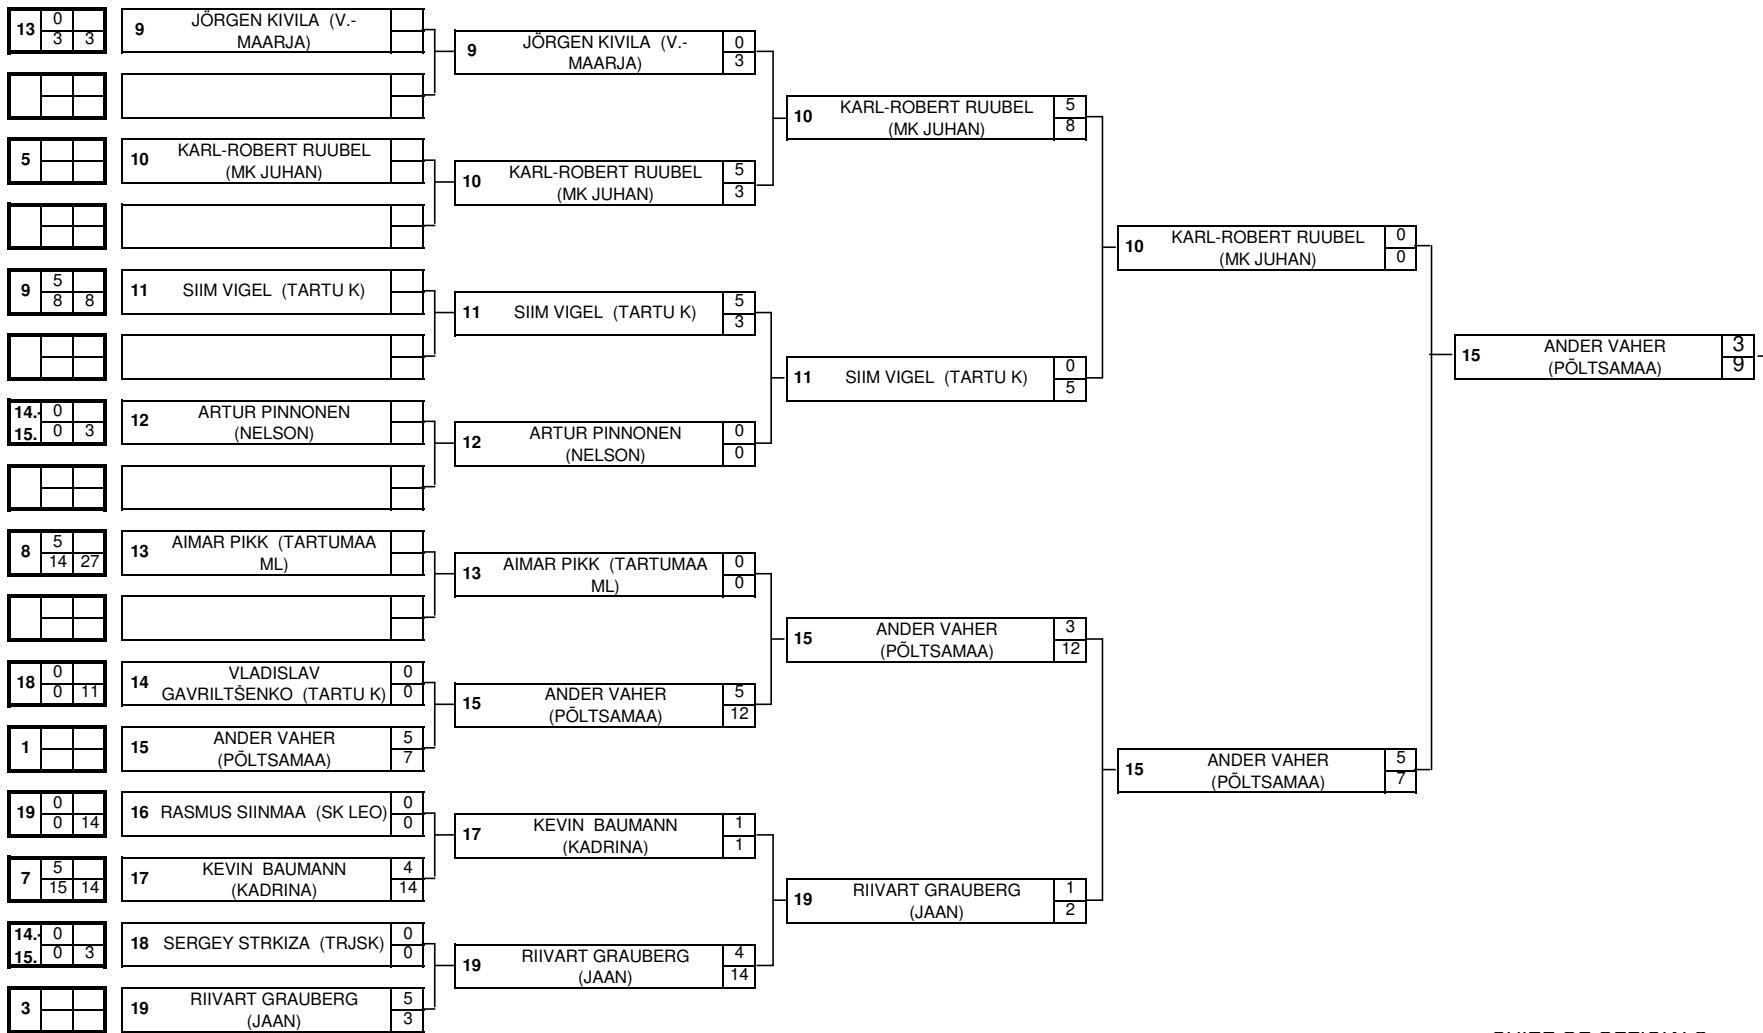 13 0
3 3
9 JÖRGEN KIVILA (V.-
MAARJA)
5
10 KARL-ROBERT RUUBEL
(MK JUHAN)
9 5
8 8
11 SIIM VIGEL (TARTU K)
14.- 0
15. 0 3
12 ARTUR PINNONEN
(NELSON)
8 5
14 27
13 AIMAR PIKK (TARTUMAA
ML)
18 0
0 11
14 VLADISLAV 0
GAVRILTŠENKO (TARTU K) 0
1
15 ANDER VAHER 5
(PÕLTSAMAA) 7
19 0
0 14
16 RASMUS SIINMAA (SK LEO) 0
0
7 5
15 14
17 KEVIN BAUMANN 4
(KADRINA) 14
14.- 0
15. 0 3
18 SERGEY STRKIZA (TRJSK) 0
0
3
19 RIIVART GRAUBERG 5
(JAAN) 3
9 JÖRGEN KIVILA (V.- 0
MAARJA) 3
10 KARL-ROBERT RUUBEL 5
(MK JUHAN) 3
11 SIIM VIGEL (TARTU K) 5
3
12 ARTUR PINNONEN 0
(NELSON) 0
13 AIMAR PIKK (TARTUMAA 0
ML) 0
15 ANDER VAHER 5
(PÕLTSAMAA) 12
17 KEVIN BAUMANN 1
(KADRINA) 1
19 RIIVART GRAUBERG 4
(JAAN) 14
10 KARL-ROBERT RUUBEL 5
(MK JUHAN) 8
11 SIIM VIGEL (TARTU K) 0
5
15 ANDER VAHER 3
(PÕLTSAMAA) 12
19 RIIVART GRAUBERG 1
(JAAN) 2
10 KARL-ROBERT RUUBEL 0
(MK JUHAN) 0
15 ANDER VAHER 5
(PÕLTSAMAA) 7
15 ANDER VAHER 3
(PÕLTSAMAA) 9